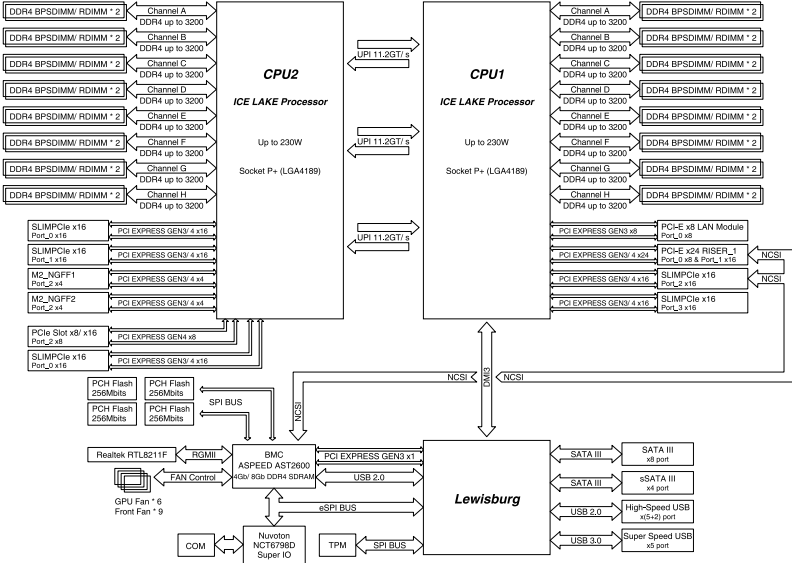 DDR4 BPSDIMM/ RDIMM * 2
Channel A
DDR4 up to 3200
DDR4 BPSDIMM/ RDIMM * 2
Channel B
DDR4 up to 3200
DDR4 BPSDIMM/ RDIMM * 2
Channel C
DDR4 up to 3200
DDR4 BPSDIMM/ RDIMM * 2
Channel D
DDR4 up to 3200
DDR4 BPSDIMM/ RDIMM * 2
Channel E
DDR4 up to 3200
DDR4 BPSDIMM/ RDIMM * 2
Channel F
DDR4 up to 3200
DDR4 BPSDIMM/ RDIMM * 2
Channel G
DDR4 up to 3200
DDR4 BPSDIMM/ RDIMM * 2
Channel H
DDR4 up to 3200
CPU2
ICE LAKE Processor
Up to 230W
Socket P+ (LGA4189)
UPI 11.2GT/ s
UPI 11.2GT/ s
UPI 11.2GT/ s
CPU1
ICE LAKE Processor
Up to 230W
Socket P+ (LGA4189)
Channel A
DDR4 up to 3200
DDR4 BPSDIMM/ RDIMM * 2
Channel B
DDR4 up to 3200
DDR4 BPSDIMM/ RDIMM * 2
Channel C
DDR4 up to 3200
DDR4 BPSDIMM/ RDIMM * 2
Channel D
DDR4 up to 3200
DDR4 BPSDIMM/ RDIMM * 2
Channel E
DDR4 up to 3200
DDR4 BPSDIMM/ RDIMM * 2
Channel F
DDR4 up to 3200
DDR4 BPSDIMM/ RDIMM * 2
Channel G
DDR4 up to 3200
DDR4 BPSDIMM/ RDIMM * 2
Channel H
DDR4 up to 3200
DDR4 BPSDIMM/ RDIMM * 2
SLIMPCIe x16
Port_0 x16
PCI EXPRESS GEN3/ 4 x16
SLIMPCIe x16
Port_1 x16
PCI EXPRESS GEN3/ 4 x16
M2_NGFF1
Port_2 x4
PCI EXPRESS GEN3/ 4 x4
M2_NGFF2
Port_2 x4
PCI EXPRESS GEN3/ 4 x4
PCIe Slot x8/ x16
Port_2 x8
PCI EXPRESS GEN4 x8
SLIMPCIe x16
Port_0 x16
PCI EXPRESS GEN3/ 4 x16
PCI EXPRESS GEN3 x8
PCI-E x8 LAN Module
Port_0 x8
PCI EXPRESS GEN3/ 4 x24
PCI-E x24 RISER_1
Port_0 x8 & Port_1 x16
NCSI
PCI EXPRESS GEN3/ 4 x16
SLIMPCIe x16
Port_2 x16
NCSI
PCI EXPRESS GEN3/ 4 x16
SLIMPCIe x16
Port_3 x16
NCSI
DMI3
NCSI
NCSI
PCH Flash
256Mbits
PCH Flash
256Mbits
PCH Flash
256Mbits
PCH Flash
256Mbits
SPI BUS
Realtek RTL8211F
RGMII
BMC
ASPEED AST2600
4Gb/ 8Gb DDR4 SDRAM
FAN Control
GPU Fan * 6
Front Fan * 9
PCI EXPRESS GEN3 x1
USB 2.0
eSPI BUS
COM
Nuvoton
NCT6798D
Super IO
TPM
SPI BUS
Lewisburg
SATA III
SATA III
x8 port
SATA III
sSATA III
x4 port
USB 2.0
High-Speed USB
x(5+2) port
USB 3.0
Super Speed USB
x5 port